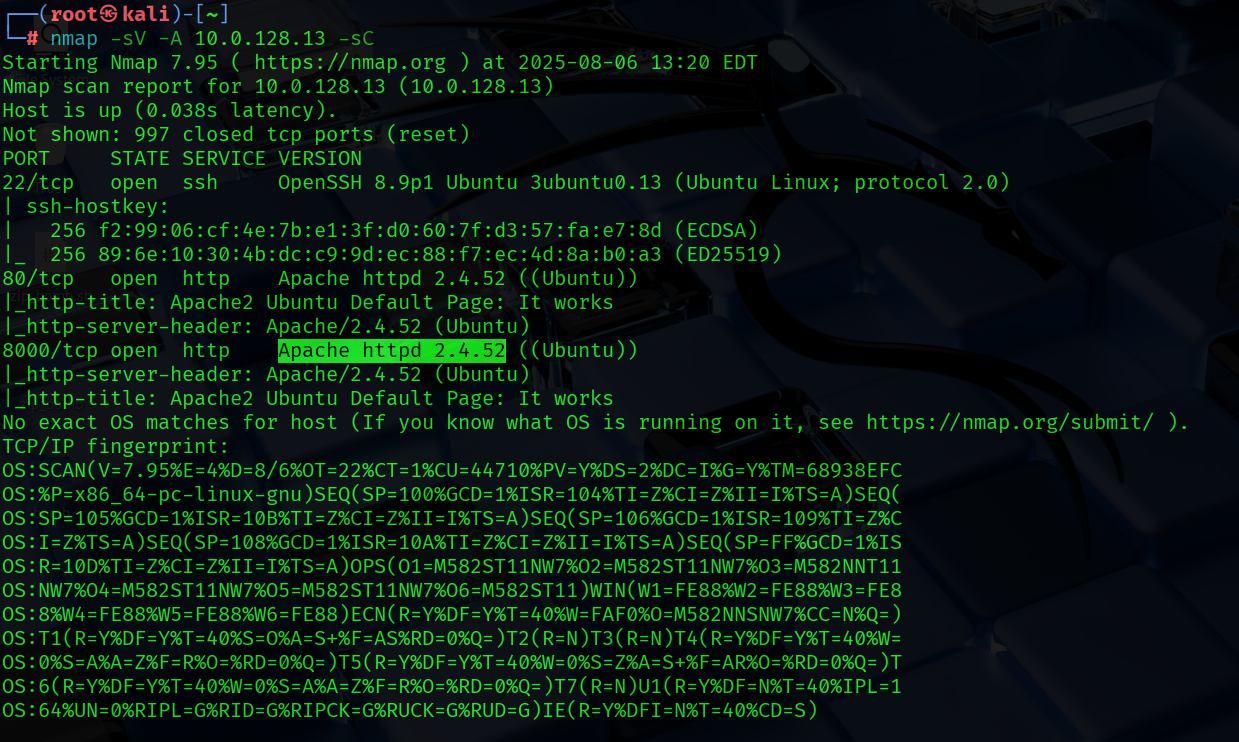 ┌──(root㉿kali)-[~]
└─# nmap -sV -A 10.0.128.13 -sC
Starting Nmap 7.95 ( https://nmap.org ) at 2025-08-06 13:20 EDT
Nmap scan report for 10.0.128.13 (10.0.128.13)
Host is up (0.038s latency).
Not shown: 997 closed tcp ports (reset)
PORT     STATE SERVICE VERSION
22/tcp   open  ssh     OpenSSH 8.9p1 Ubuntu 3ubuntu0.13 (Ubuntu Linux; protocol 2.0)
| ssh-hostkey:
|   256 f2:99:06:cf:4e:7b:e1:3f:d0:60:7f:d3:57:fa:e7:8d (ECDSA)
|_  256 89:6e:10:30:4b:dc:c9:9d:ec:88:f7:ec:4d:8a:b0:a3 (ED25519)
80/tcp   open  http    Apache httpd 2.4.52 ((Ubuntu))
|_http-title: Apache2 Ubuntu Default Page: It works
|_http-server-header: Apache/2.4.52 (Ubuntu)
8000/tcp open  http    Apache httpd 2.4.52 ((Ubuntu))
|_http-server-header: Apache/2.4.52 (Ubuntu)
|_http-title: Apache2 Ubuntu Default Page: It works
No exact OS matches for host (If you know what OS is running on it, see https://nmap.org/submit/ ).
TCP/IP fingerprint:
OS:SCAN(V=7.95%E=4%D=8/6%OT=22%CT=1%CU=44710%PV=Y%DS=2%DC=I%G=Y%TM=68938EFC
OS:%P=x86_64-pc-linux-gnu)SEQ(SP=100%GCD=1%ISR=104%TI=Z%CI=Z%II=I%TS=A)SEQ(
OS:SP=105%GCD=1%ISR=10B%TI=Z%CI=Z%II=I%TS=A)SEQ(SP=106%GCD=1%ISR=109%TI=Z%C
OS:I=Z%TS=A)SEQ(SP=108%GCD=1%ISR=10A%TI=Z%CI=Z%II=I%TS=A)SEQ(SP=FF%GCD=1%IS
OS:R=10D%TI=Z%CI=Z%II=I%TS=A)OPS(O1=M582ST11NW7%O2=M582ST11NW7%O3=M582NNT11
OS:NW7%O4=M582ST11NW7%O5=M582ST11NW7%O6=M582ST11)WIN(W1=FE88%W2=FE88%W3=FE8
OS:8%W4=FE88%W5=FE88%W6=FE88)ECN(R=Y%DF=Y%T=40%W=FAF0%O=M582NNSNW7%CC=N%Q=)
OS:T1(R=Y%DF=Y%T=40%S=O%A=S+%F=AS%RD=0%Q=)T2(R=N)T3(R=N)T4(R=Y%DF=Y%T=40%W=
OS:0%S=A%A=Z%F=R%O=%RD=0%Q=)T5(R=Y%DF=Y%T=40%W=0%S=Z%A=S+%F=AR%O=%RD=0%Q=)T
OS:6(R=Y%DF=Y%T=40%W=0%S=A%A=Z%F=R%O=%RD=0%Q=)T7(R=N)U1(R=Y%DF=N%T=40%IPL=1
OS:64%UN=0%RIPL=G%RID=G%RIPCK=G%RUCK=G%RUD=G)IE(R=Y%DFI=N%T=40%CD=S)